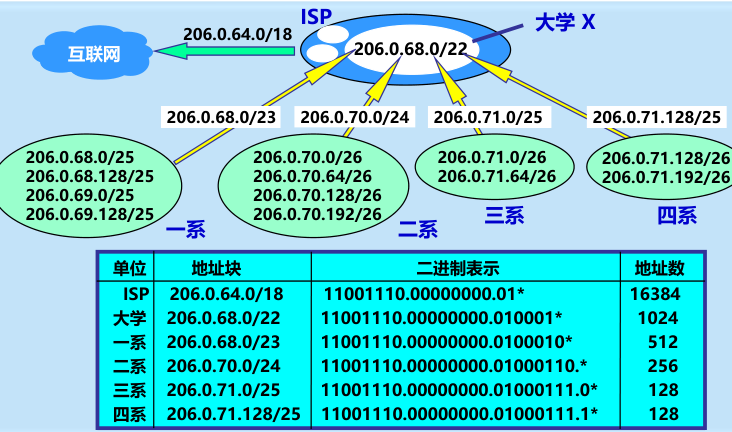 ISP
大学 X
206.0.64.0/18
互联网
206.0.68.0/22
206.0.68.0/23
206.0.70.0/24
206.0.71.0/25
206.0.71.128/25
206.0.68.0/25
206.0.68.128/25
206.0.69.0/25
206.0.69.128/25
一系
206.0.70.0/26
206.0.70.64/26
206.0.70.128/26
206.0.70.192/26
二系
206.0.71.0/26
206.0.71.64/26
三系
206.0.71.128/26
206.0.71.192/26
四系
单位 地址块 二进制表示 地址数
ISP 206.0.64.0/18 11001110.00000000.01* 16384
大学 206.0.68.0/22 11001110.00000000.010001* 1024
一系 206.0.68.0/23 11001110.00000000.0100010* 512
二系 206.0.70.0/24 11001110.00000000.01000110.* 256
三系 206.0.71.0/25 11001110.00000000.01000111.0* 128
四系 206.0.71.128/25 11001110.00000000.01000111.1* 128